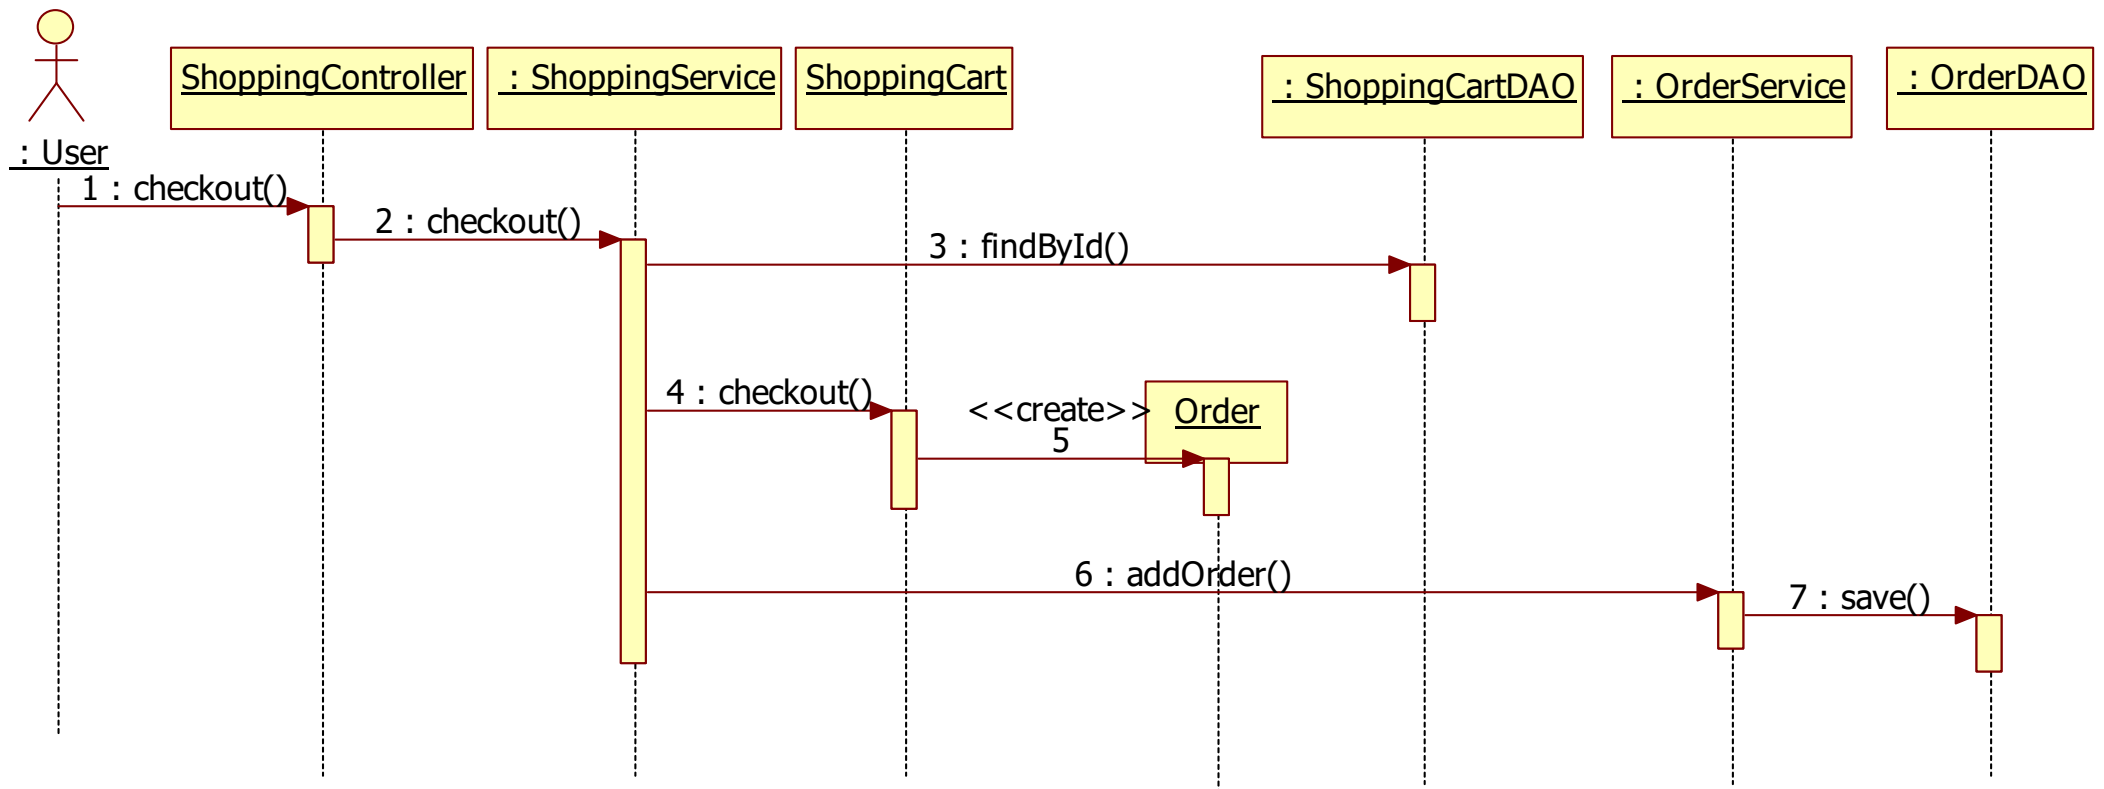 : User
ShoppingController
: ShoppingService
ShoppingCart
: ShoppingCartDAO
: OrderService
: OrderDAO
1 : checkout()
2 : checkout()
3 : findById()
4 : checkout()
<<create>>
5
Order
6 : addOrder()
7 : save()